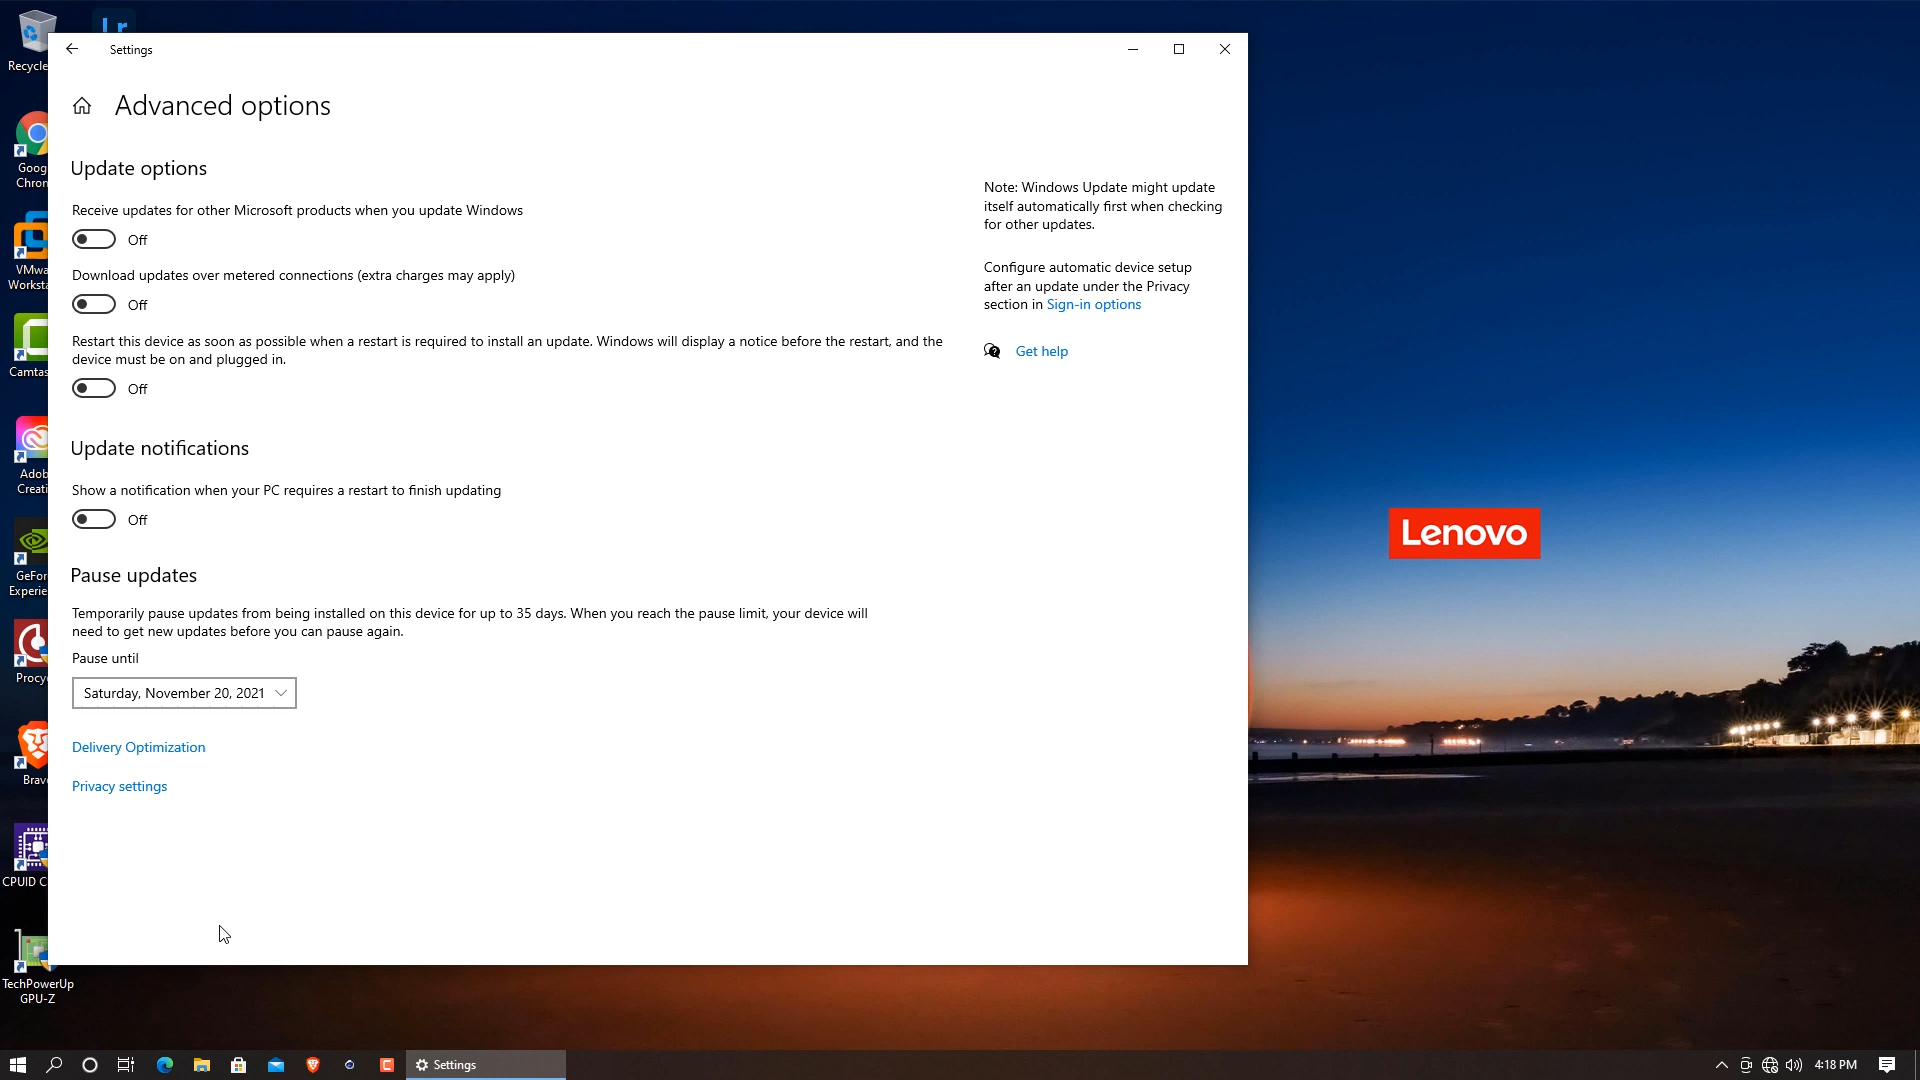 Lr
Recycle
Goog
Chron
VMwa
Worksta
Camtas
Adob
Creati
GeFor
Experie
Procy
Brav
CPUID C
TechPowerUp
GPU-Z
Settings
Advanced options
Update options
Receive updates for other Microsoft products when you update Windows
Off
Download updates over metered connections (extra charges may apply)
Off
Restart this device as soon as possible when a restart is required to install an update. Windows will display a notice before the restart, and the
device must be on and plugged in.
Off
Update notifications
Show a notification when your PC requires a restart to finish updating
Off
Pause updates
Temporarily pause updates from being installed on this device for up to 35 days. When you reach the pause limit, your device will
need to get new updates before you can pause again.
Pause until
Saturday, November 20, 2021
Delivery Optimization
Privacy settings
Note: Windows Update might update
itself automatically first when checking
for other updates.
Configure automatic device setup
after an update under the Privacy
section in Sign-in options
Get help
Lenovo
Settings
4:18 PM